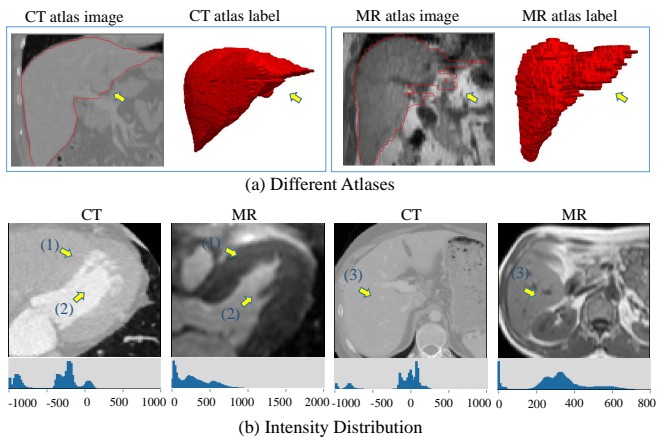 CT atlas image CT atlas label MR atlas image MR atlas label
(a) Different Atlases
CT MR CT MR
(1) (1)
(2) (2) (3) (3)
-1000 -500 0 500 1000 0 500 1000 1500 2000 -1000 0 1000 0 200 400 600 800
(b) Intensity Distribution